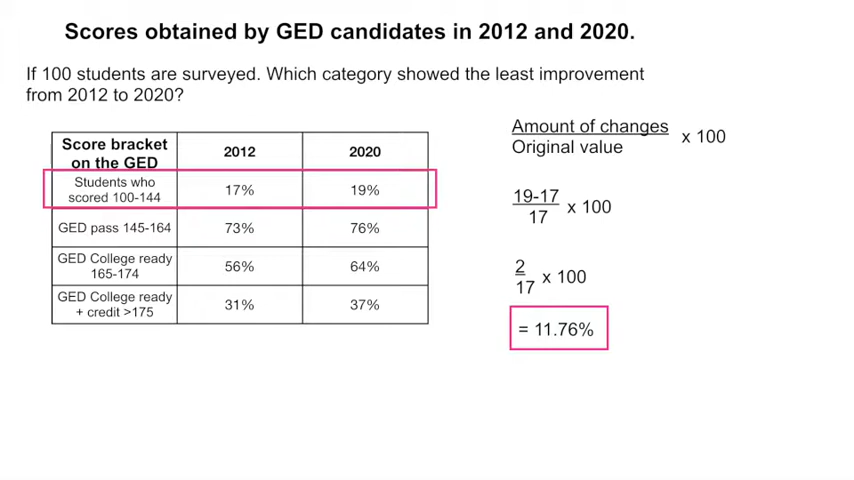 Scores obtained by GED candidates in 2012 and 2020.
If 100 students are surveyed. Which category showed the least improvement
from 2012 to 2020?
Score bracket
on the GED
2012
2020
Students who
scored 100-144
17%
19%
GED pass 145-164
73%
76%
GED College ready
165-174
56%
64%
GED College ready
+ credit >175
31%
37%
Amount of changes
Original value
x 100
19-17
17
x 100
2
17
x 100
= 11.76%